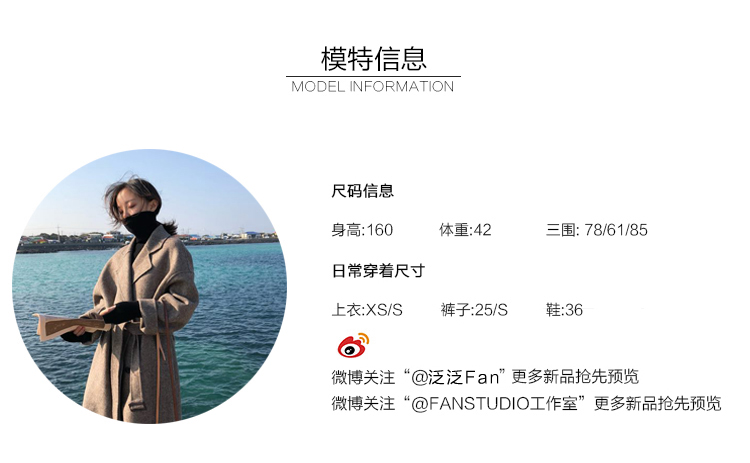 模特信息
MODEL INFORMATION
尺码信息
身高:160 体重:42 三围: 78/61/85
日常穿着尺寸
上衣:XS/S 裤子:25/S 鞋:36
微博关注“@泛泛Fan”更多新品抢先预览
微博关注“@FANSTUDIO工作室”更多新品抢先预览